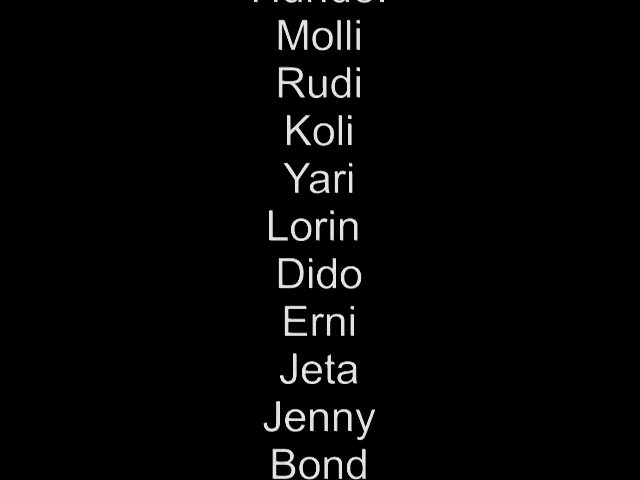 Molli
Rudi
Koli
Yari
Lorin
Dido
Erni
Jeta
Jenny
Bond